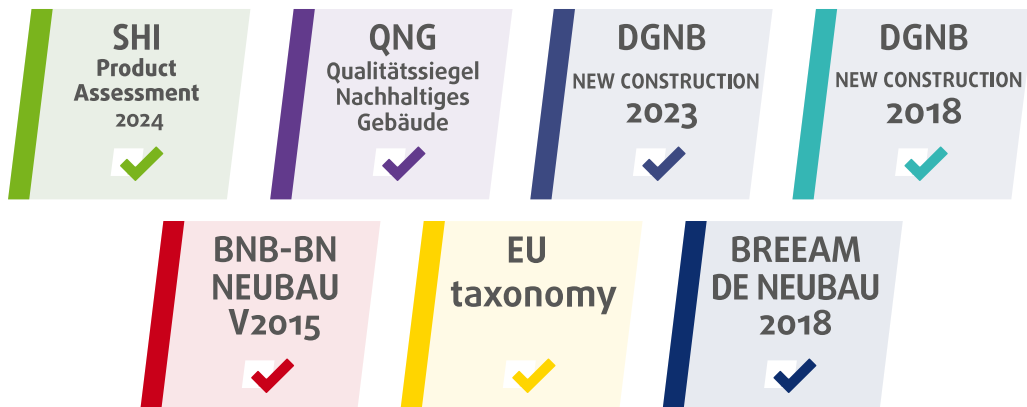 SHI
Product
Assessment
2024
QNG
Qualitätssiegel
Nachhaltiges
Gebäude
DGNB
NEW CONSTRUCTION
2023
DGNB
NEW CONSTRUCTION
2018
BNB-BN
NEUBAU
V2015
EU
taxonomy
BREEAM
DE NEUBAU
2018